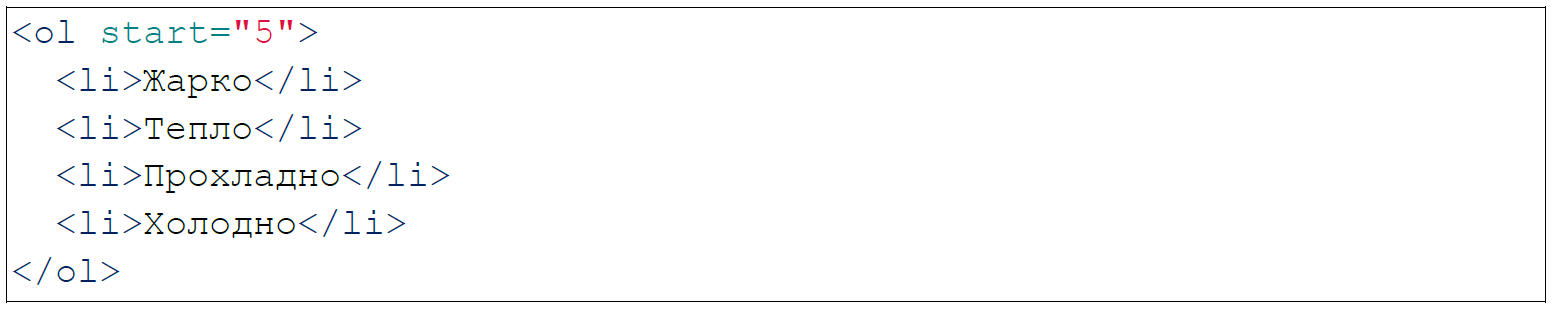 <ol start="5">
  <li>Жарко</li>
  <li>Тепло</li>
  <li>Прохладно</li>
  <li>Холодно</li>
</ol>